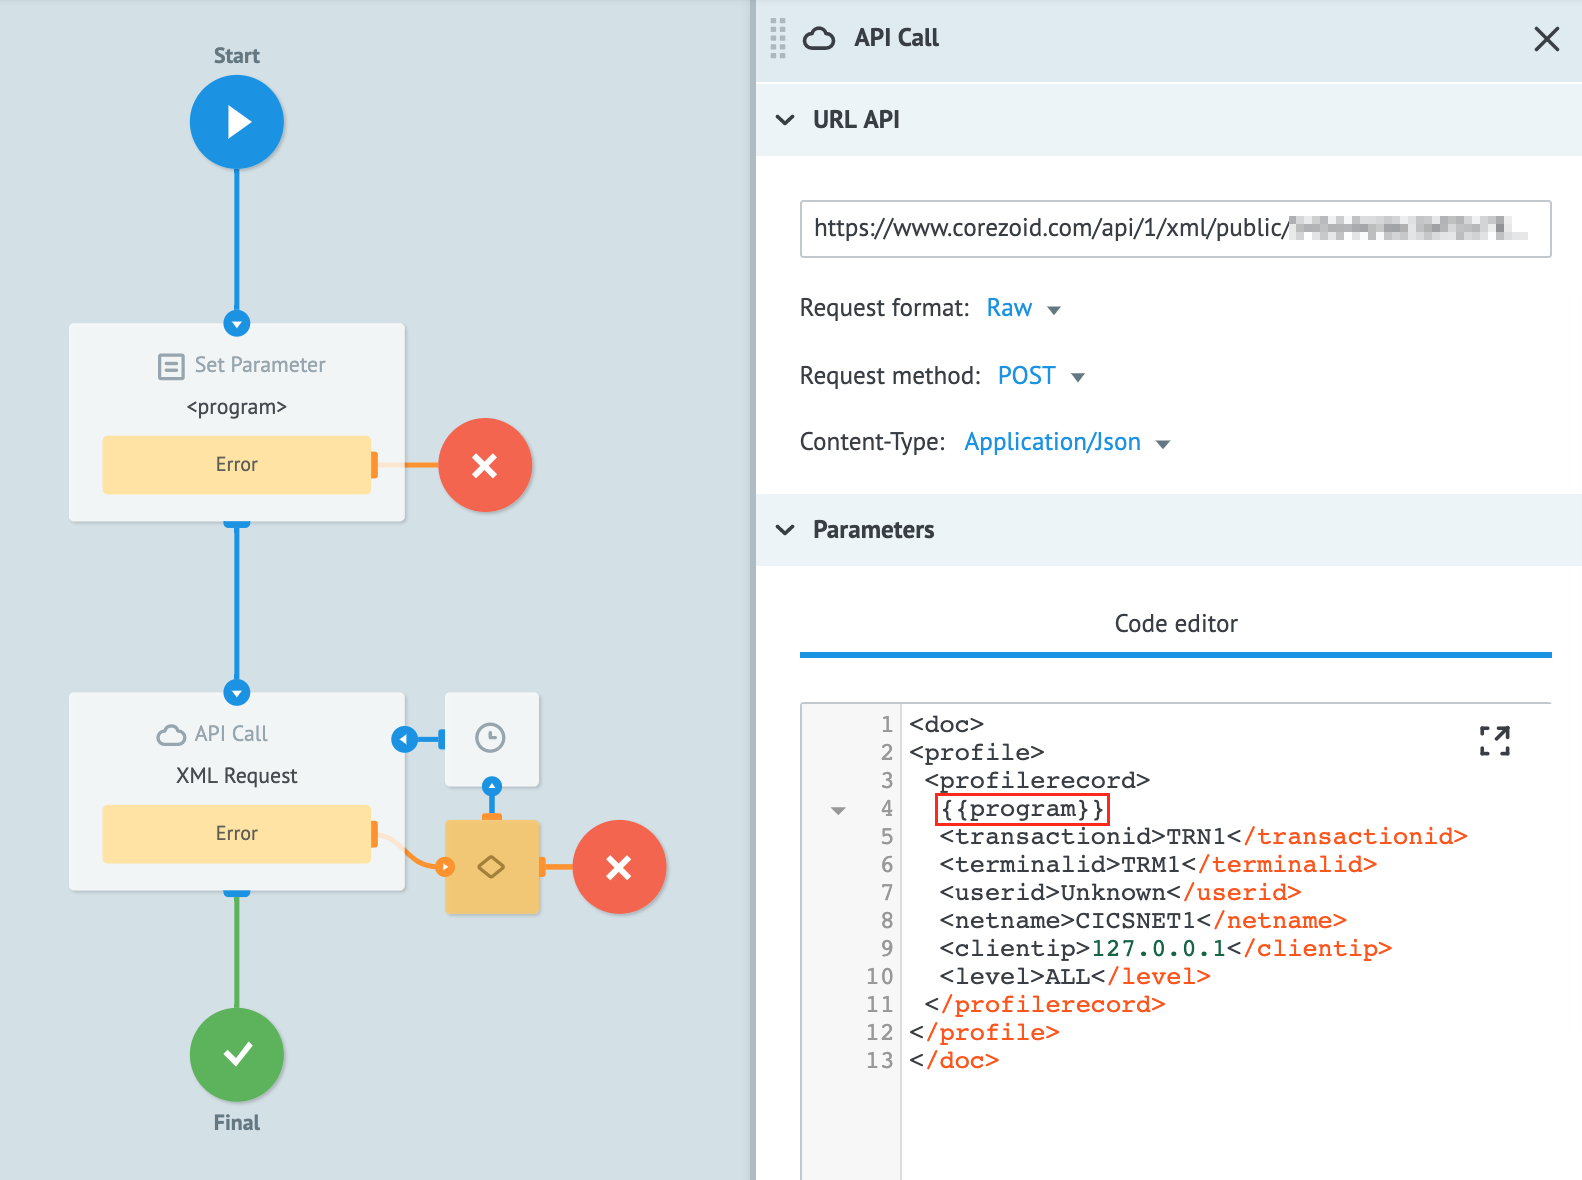 Start
Set Parameter
<program>
Error
API Call
XML Request
Error
Final
API Call
URL API
https://www.corezoid.com/api/1/xml/public/
Request format: Raw
Request method: POST
Content-Type: Application/Json
Parameters
Code editor
1 <doc>
2 <profile>
3 <profilerecord>
4 {{program}}
5 <transactionid>TRN1</transactionid>
6 <terminalid>TRM1</terminalid>
7 <userid>Unknown</userid>
8 <netname>CICSNET1</netname>
9 <clientip>127.0.0.1</clientip>
10 <level>ALL</level>
11 </profilerecord>
12 </profile>
13 </doc>